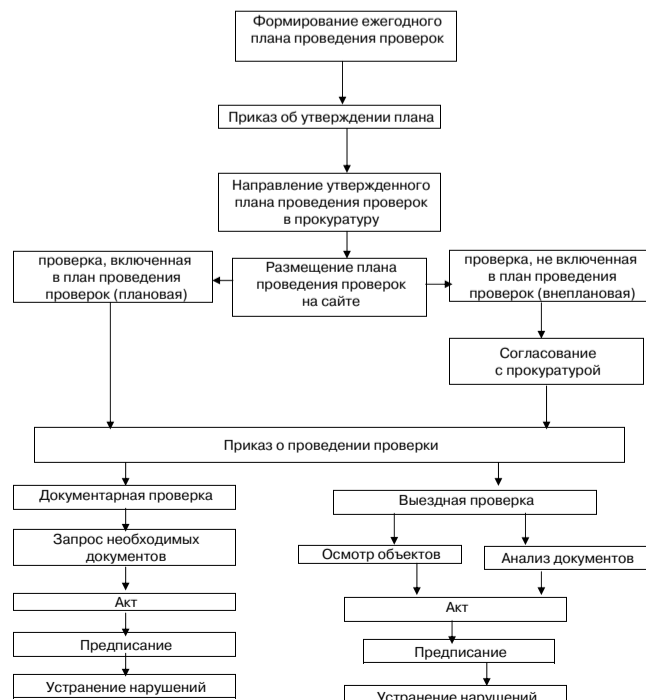 Формирование ежегодного
плана проведения проверок
Приказ об утверждении плана
Направление утвержденного
плана проведения проверок
в прокуратуру
проверка, включенная
в план проведения
проверок (плановая)
Размещение плана
проведения проверок
на сайте
проверка, не включенная
в план проведения
проверок (внеплановая)
Согласование
с прокуратурой
Приказ о проведении проверки
Документарная проверка
Выездная проверка
Запрос необходимых
документов
Осмотр объектов
Анализ документов
Акт
Акт
Предписание
Предписание
Устранение нарушений
Устранение нарушений